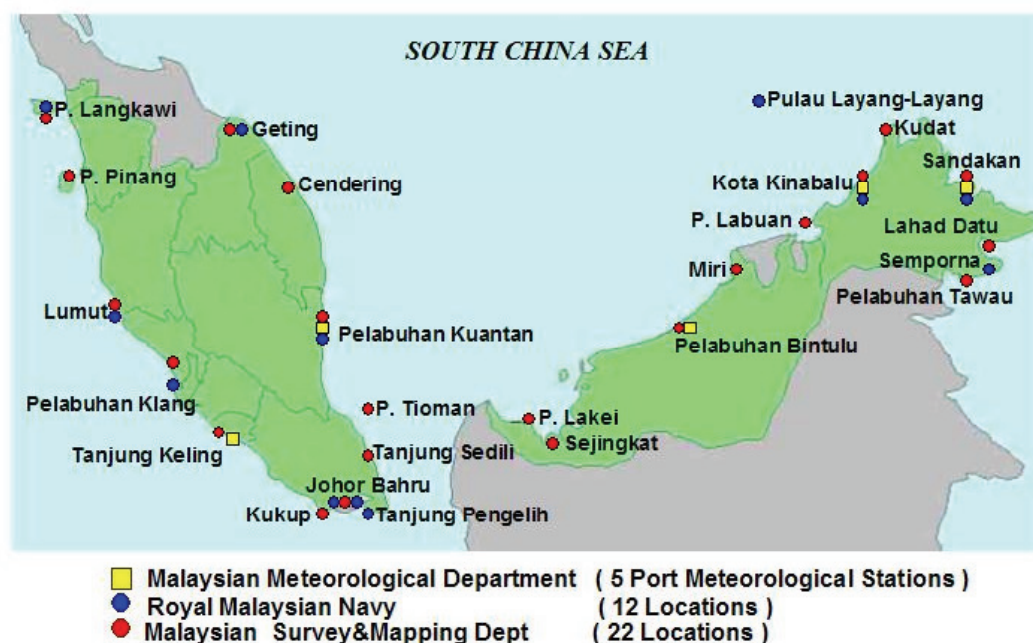 SOUTH CHINA SEA
P. Langkawi
Geting
P. Pinang
Cendering
Lumut
Pelabuhan Kuantan
Pelabuhan Klang
P. Tioman
Tanjung Keling
Tanjung Sedili
Johor Bahru
Kukup
Tanjung Pengelih
Pulau Layang-Layang
Kudat
Sandakan
Kota Kinabalu
P. Labuan
Lahad Datu
Miri
Semporna
Pelabuhan Tawau
Pelabuhan Bintulu
P. Lakei
Sejingkat
Malaysian Meteorological Department ( 5 Port Meteorological Stations )
Royal Malaysian Navy ( 12 Locations )
Malaysian Survey&Mapping Dept ( 22 Locations )